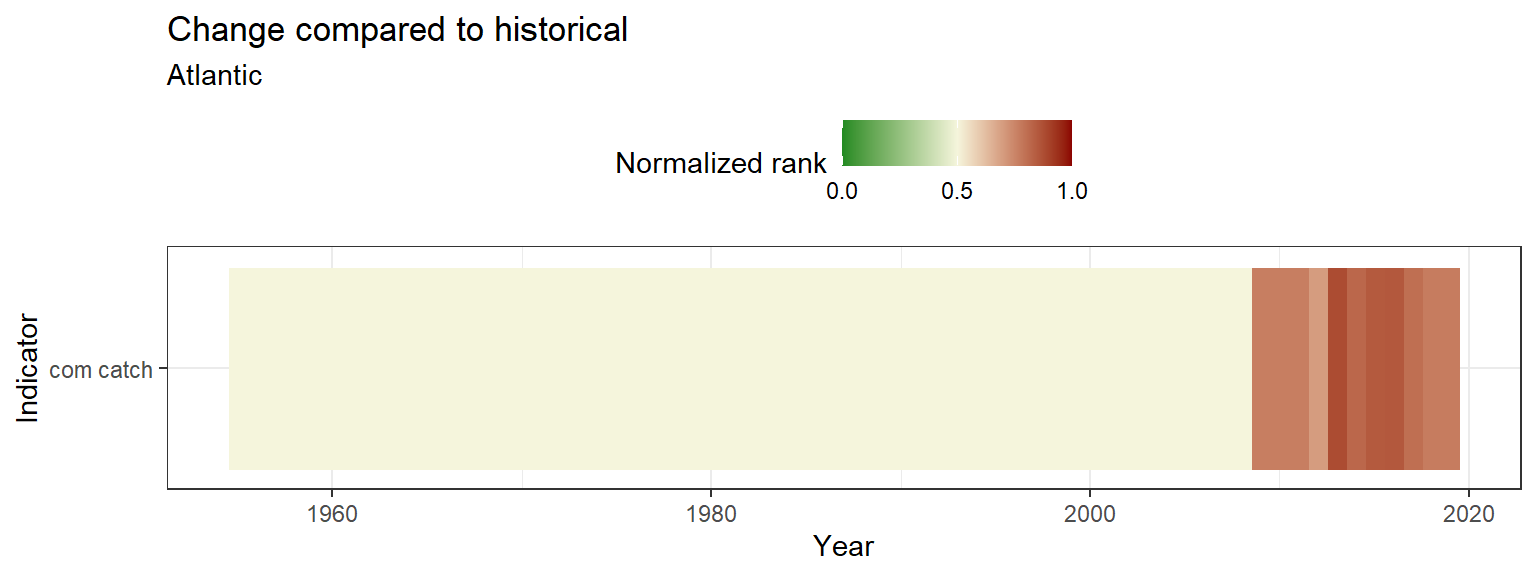 Change compared to historical
Atlantic
Normalized rank
0.0 0.5 1.0
Indicator
com catch
1960 1980 2000 2020
Year